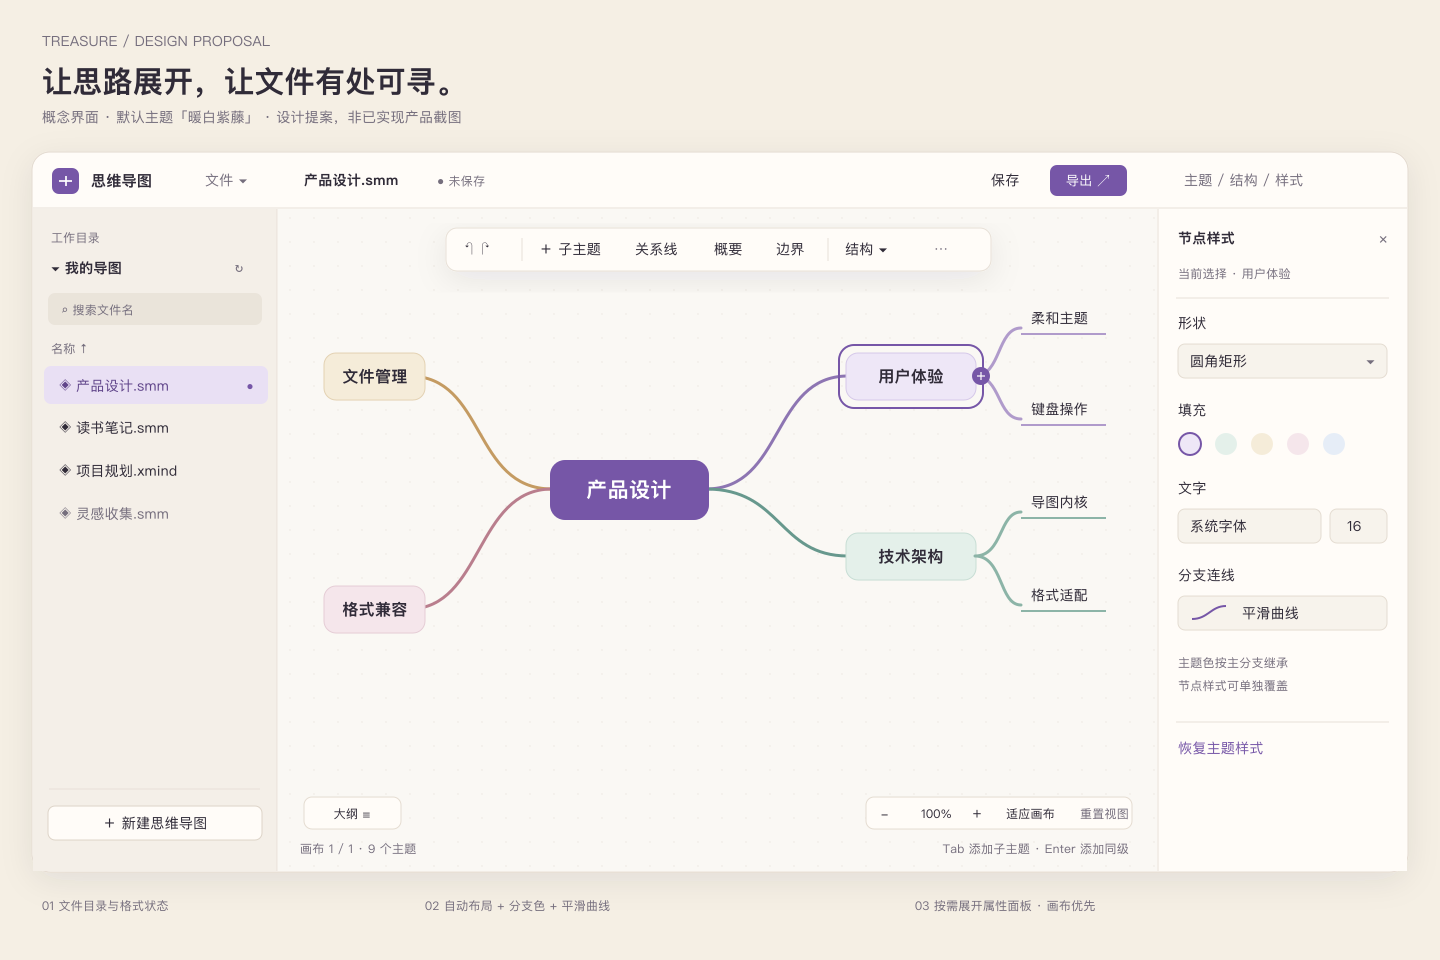 TREASURE / DESIGN PROPOSAL
让思路展开，让文件有处可寻。
概念界面 · 默认主题「暖白紫藤」 · 设计提案，非已实现产品截图
思维导图
文件
产品设计.smm
● 未保存
保存
导出 ↗
主题 / 结构 / 样式
工作目录
我的导图
搜索文件名
名称 ↑
产品设计.smm
读书笔记.smm
项目规划.xmind
灵感收集.smm
+ 新建思维导图
+ 子主题
关系线
概要
边界
结构
···
文件管理
格式兼容
产品设计
用户体验
技术架构
柔和主题
键盘操作
导图内核
格式适配
大纲 ≡
画布 1 / 1 · 9 个主题
− 100% + 适应画布 重置视图
Tab 添加子主题 · Enter 添加同级
节点样式
×
当前选择 · 用户体验
形状
圆角矩形
填充
文字
系统字体
16
分支连线
平滑曲线
主题色按主分支继承
节点样式可单独覆盖
恢复主题样式
01 文件目录与格式状态
02 自动布局 + 分支色 + 平滑曲线
03 按需展开属性面板 · 画布优先